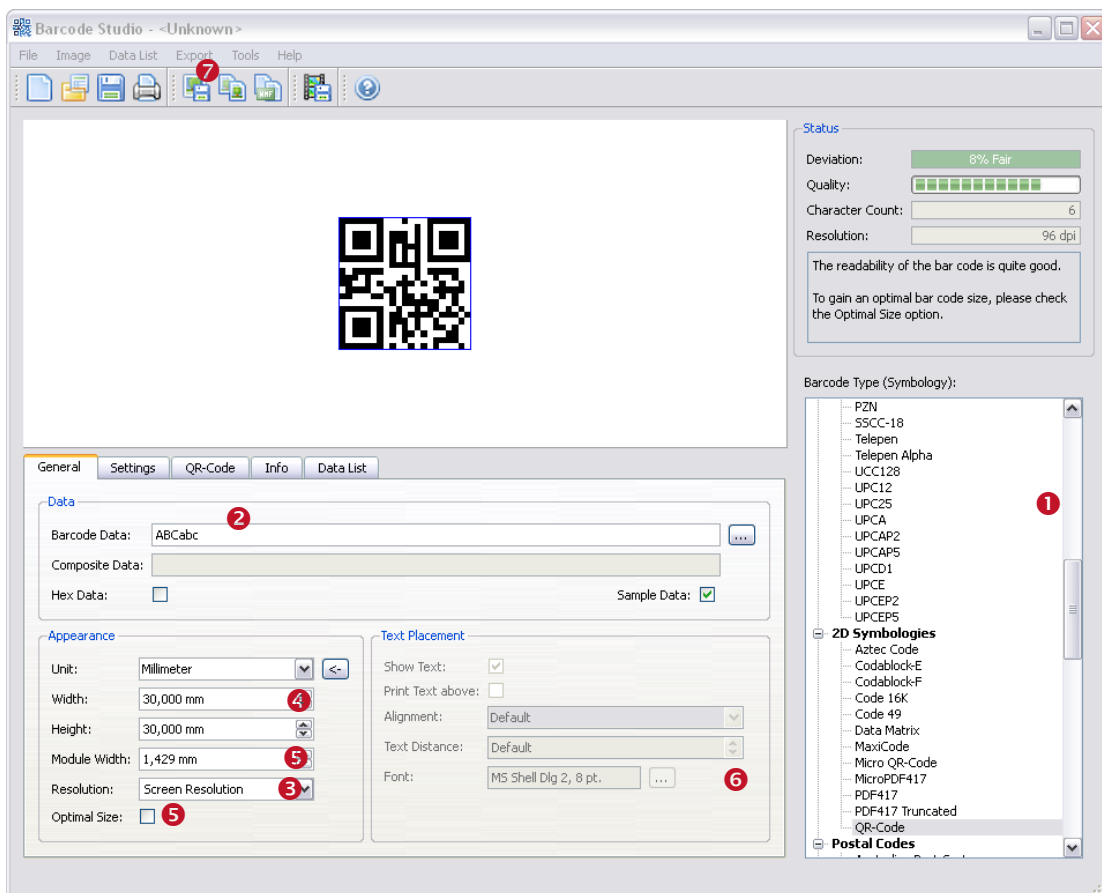 Barcode Studio - <Unknown>
File Image Data List Export Tools Help
7
WMF
Status
Deviation: 8% Fair
Quality:
Character Count: 6
Resolution: 96 dpi
The readability of the bar code is quite good.
To gain an optimal bar code size, please check
the Optimal Size option.
Barcode Type (Symbology):
PZN
SSCC-18
Telepen
Telepen Alpha
UCC128
UPC12
UPC25
1
UPCA
UPCAP2
UPCAP5
UPCD1
UPCE
UPCEP2
UPCEP5
2D Symbologies
Aztec Code
Codablock-E
Codablock-F
Code 16K
Code 49
Data Matrix
MaxiCode
Micro QR-Code
MicroPDF417
PDF417
PDF417 Truncated
QR-Code
Postal Codes
General Settings QR-Code Info Data List
Data
2
Barcode Data: ABCabc ...
Composite Data:
Hex Data: Sample Data:
Appearance
Unit: Millimeter <-
Width: 30,000 mm 4
Height: 30,000 mm
Module Width: 1,429 mm 5
Resolution: Screen Resolution 3
Optimal Size: 5
Text Placement
Show Text:
Print Text above:
Alignment: Default
Text Distance: Default
Font: MS Shell Dlg 2, 8 pt. ... 6